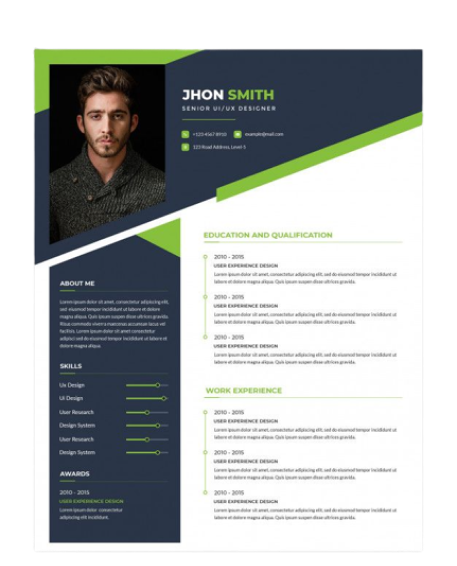 JHON SMITH
SENIOR UI/UX DESIGNER
+123-4567-8910
example@mail.com
123 Road Address, Level-5
ABOUT ME
Lorem ipsum dolor sit amet, consectetur adipiscing elit,
sed do eiusmod tempor incididunt ut labore et dolore
magna aliqua. Quis ipsum suspen disse ultrices gravida.
Risus commodo viverra maecenas accumsan lacus vel
facilisis. Lorem ipsum dolor sit amet consectetur adipisci
elit, sed do eiusmod tempor incididunt ut labore et
dolore magna aliqua.
SKILLS
Ux Design
UI Design
User Research
Design System
User Research
Design System
AWARDS
2010 - 2015
USER EXPERIENCE DESIGN
Lorem ipsum dolor consectetur
adipiscing elit incididunt.
EDUCATION AND QUALIFICATION
2010 - 2015
USER EXPERIENCE DESIGN
Lorem ipsum dolor sit amet, consectetur adipiscing elit, sed do eiusmod tempor incididunt ut
labore et dolore magna aliqua. Quis ipsum suspen disse ultrices gravida.
2010 - 2015
USER EXPERIENCE DESIGN
Lorem ipsum dolor sit amet, consectetur adipiscing elit, sed do eiusmod tempor incididunt ut
labore et dolore magna aliqua. Quis ipsum suspen disse ultrices gravida.
2010 - 2015
USER EXPERIENCE DESIGN
Lorem ipsum dolor sit amet, consectetur adipiscing elit, sed do eiusmod tempor incididunt ut
labore et dolore magna aliqua. Quis ipsum suspen disse ultrices gravida.
WORK EXPERIENCE
2010 - 2015
USER EXPERIENCE DESIGN
Lorem ipsum dolor sit amet, consectetur adipiscing elit, sed do eiusmod tempor incididunt ut
labore et dolore magna aliqua. Quis ipsum suspen disse ultrices gravida.
2010 - 2015
USER EXPERIENCE DESIGN
Lorem ipsum dolor sit amet, consectetur adipiscing elit, sed do eiusmod tempor incididunt ut
labore et dolore magna aliqua. Quis ipsum suspen disse ultrices gravida.
2010 - 2015
USER EXPERIENCE DESIGN
Lorem ipsum dolor sit amet, consectetur adipiscing elit, sed do eiusmod tempor incididunt ut
labore et dolore magna aliqua. Quis ipsum suspen disse ultrices gravida.